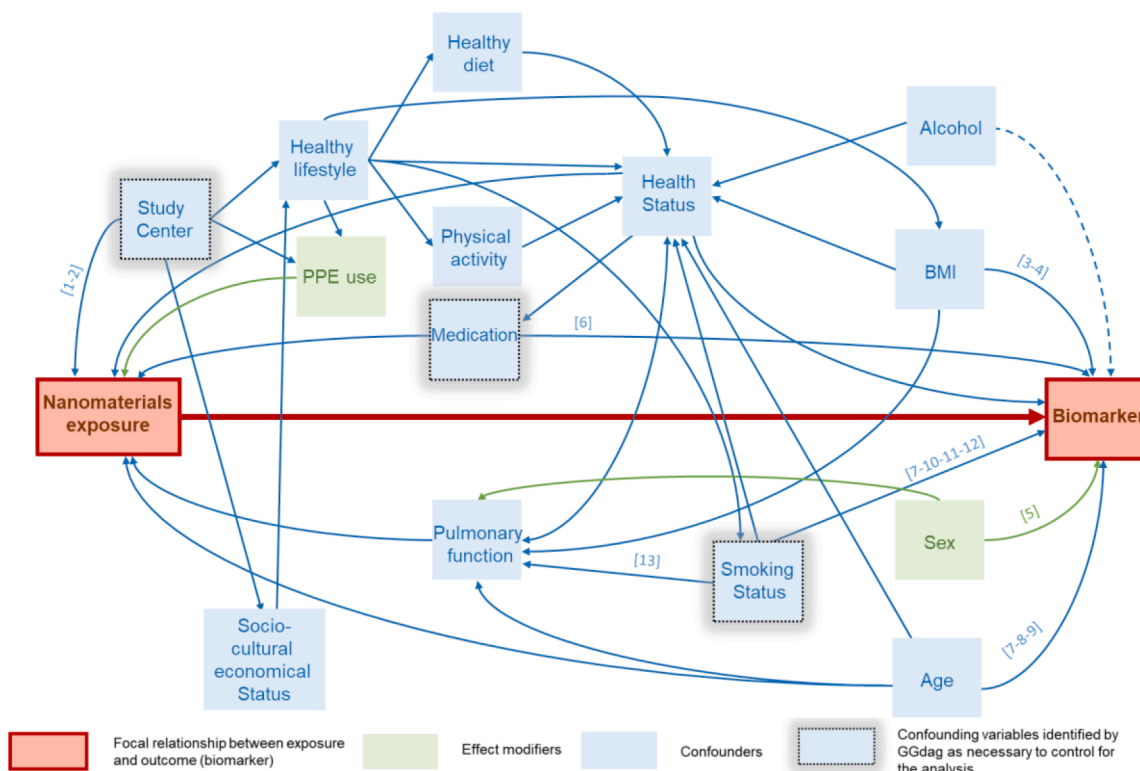 Healthy
diet
Alcohol
Healthy
lifestyle
Health
Status
Study
Center
Physical
activity
PPE use
BMI
[1-2]
[3-4]
Medication
[6]
Nanomaterials
exposure
Biomarker
[7-10-11-12]
[5]
Pulmonary
function
[13]
Smoking
Status
Sex
Socio-
cultural
economical
Status
Age
[7-8-9]
Focal relationship between exposure
and outcome (biomarker)
Effect modifiers
Confounders
Confounding variables identified by
GGdag as necessary to control for
the analysis